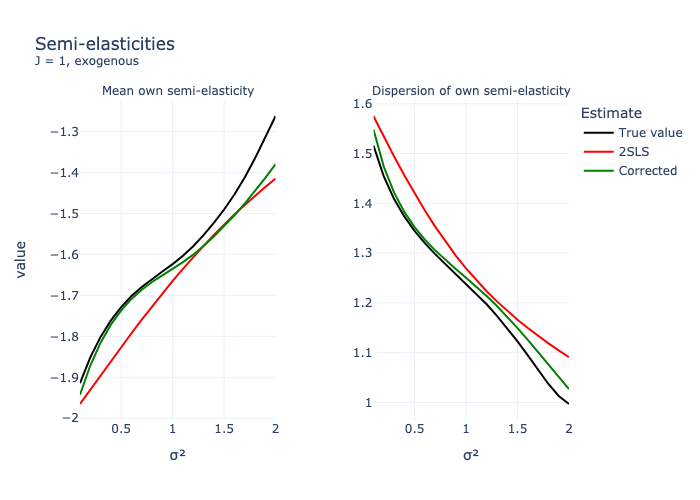 Semi-elasticities
J = 1, exogenous
Mean own semi-elasticity
Dispersion of own semi-elasticity
value
−1.3
−1.4
−1.5
−1.6
−1.7
−1.8
−1.9
−2
0.5
1
1.5
2
σ²
1.6
1.5
1.4
1.3
1.2
1.1
1
0.5
1
1.5
2
σ²
Estimate
True value
2SLS
Corrected